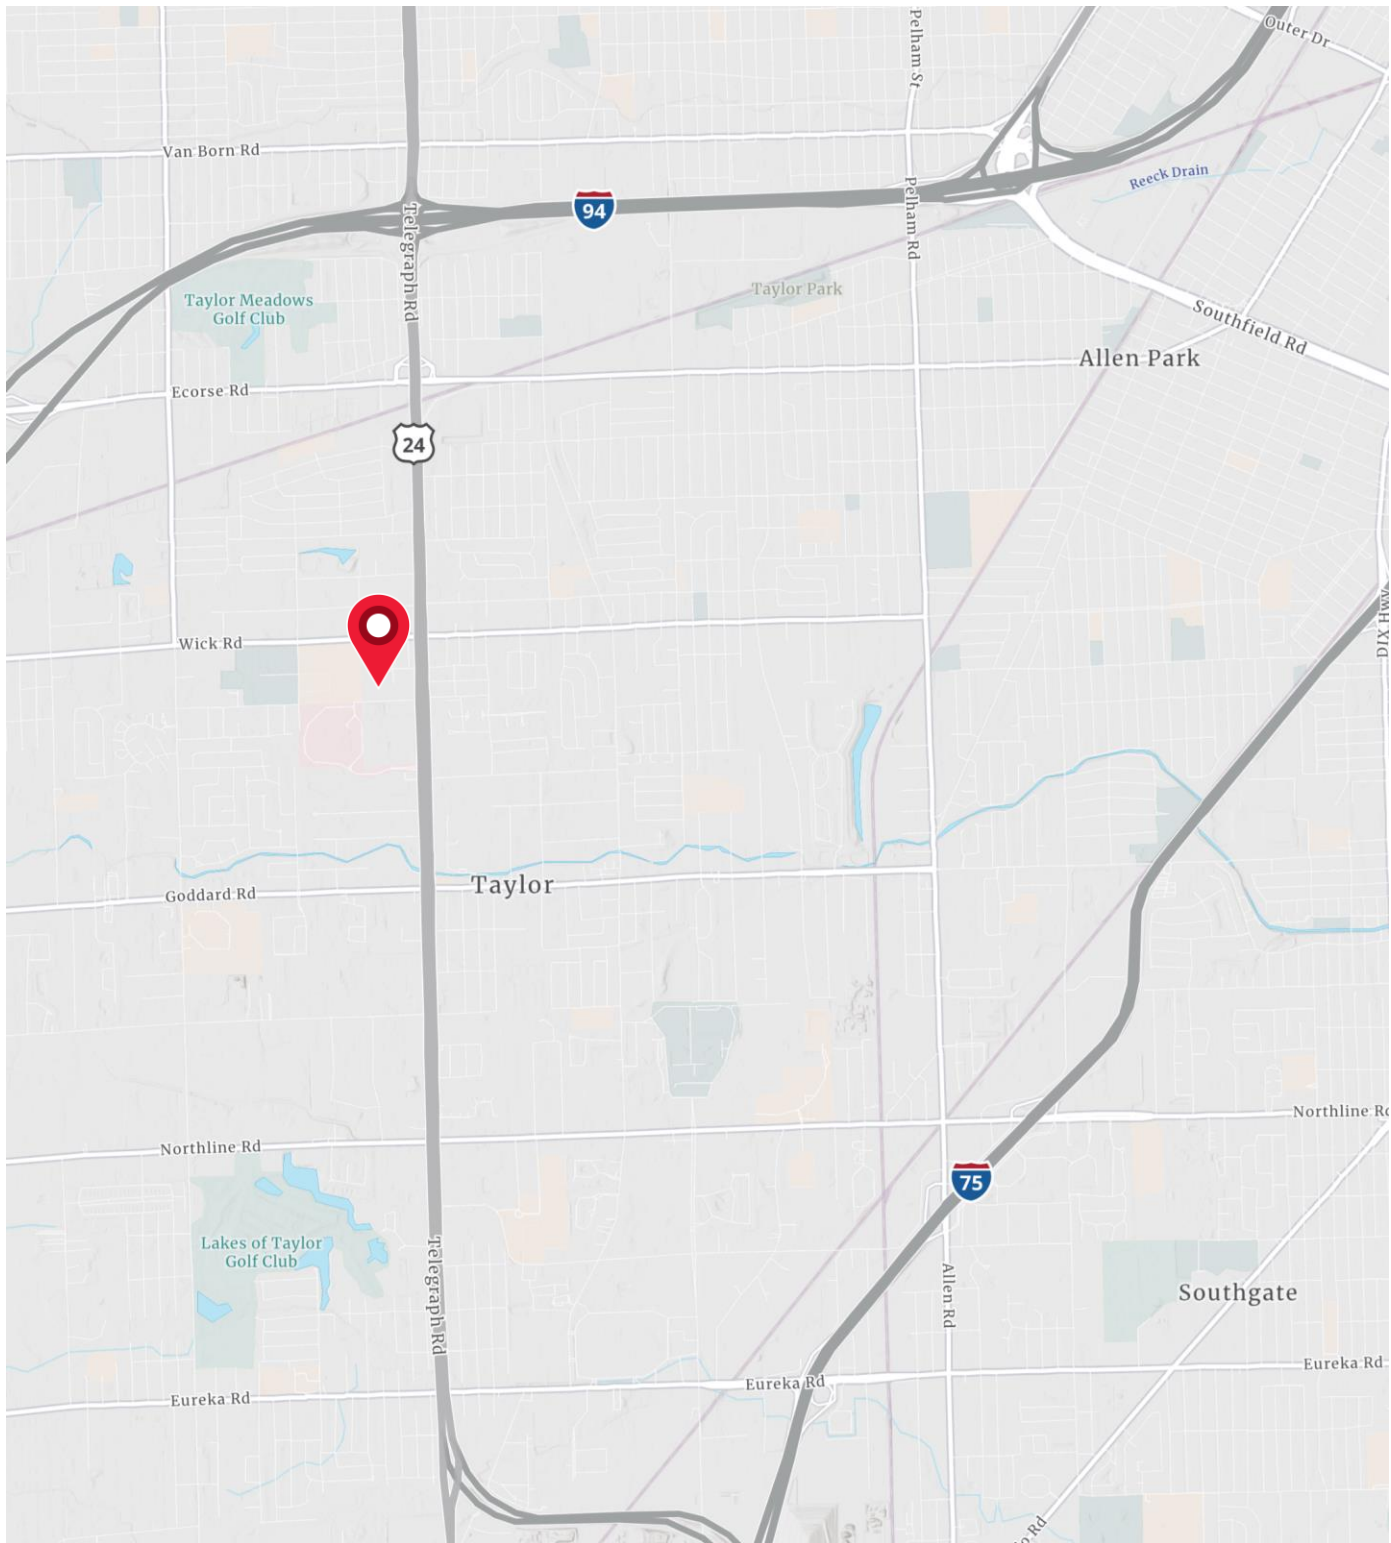 Pelham St
Outer Dr
Van Born Rd
Reeck Drain
94
Telegraph Rd
Pelham Rd
Taylor Meadows
Golf Club
Taylor Park
Southfield Rd
Allen Park
Ecorse Rd
24
Wick Rd
Dix Hwy
Taylor
Goddard Rd
Northline Rd
Northline Rd
75
Lakes of Taylor
Golf Club
Telegraph Rd
Allen Rd
Southgate
Eureka Rd
Eureka Rd
Eureka Rd
Rd